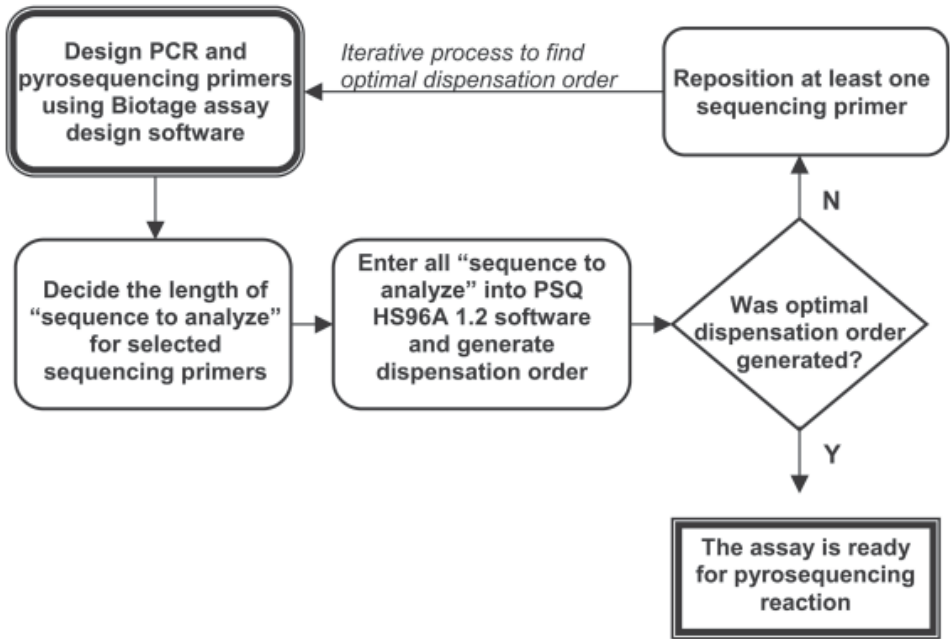 Design PCR and
pyrosequencing primers
using Biotage assay
design software
Iterative process to find
optimal dispensation order
Reposition at least one
sequencing primer
N
Decide the length of
“sequence to analyze”
for selected
sequencing primers
Enter all “sequence to
analyze” into PSQ
HS96A 1.2 software
and generate
dispensation order
Was optimal
dispensation order
generated?
Y
The assay is ready
for pyrosequencing
reaction